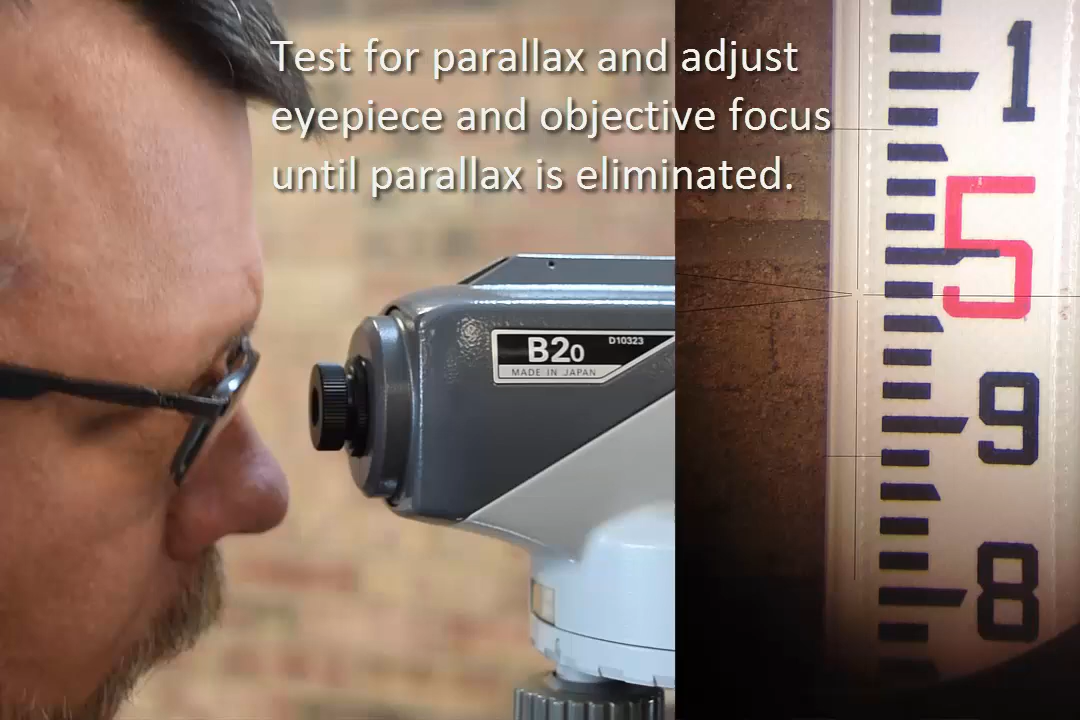 Test for parallax and adjust
eyepiece and objective focus
until parallax is eliminated.
B20 D10323
MADE IN JAPAN
1
5
9
8